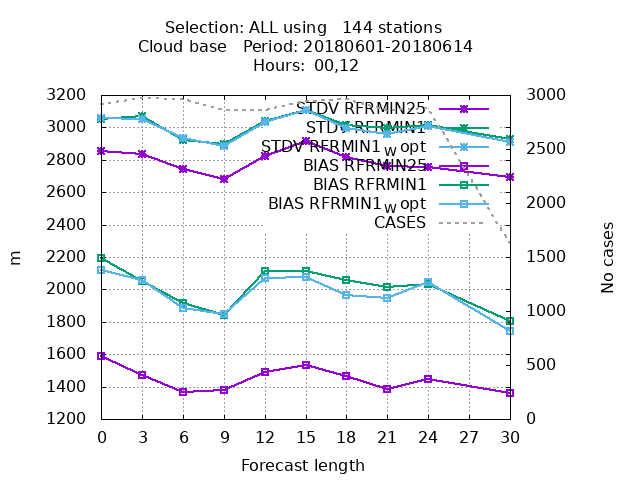 Selection: ALL using   144 stations
Cloud base   Period: 20180601-20180614
Hours: 00,12
3200
3000
2800
2600
2400
2200
2000
1800
1600
1400
1200
m
3000
2500
2000
1500
1000
500
0
No cases
STDV RFRMIN25
STDV RFRMIN1
STDV RFRMIN1_w opt
BIAS RFRMIN25
BIAS RFRMIN1
BIAS RFRMIN1_w opt
CASES
0 3 6 9 12 15 18 21 24 27 30
Forecast length